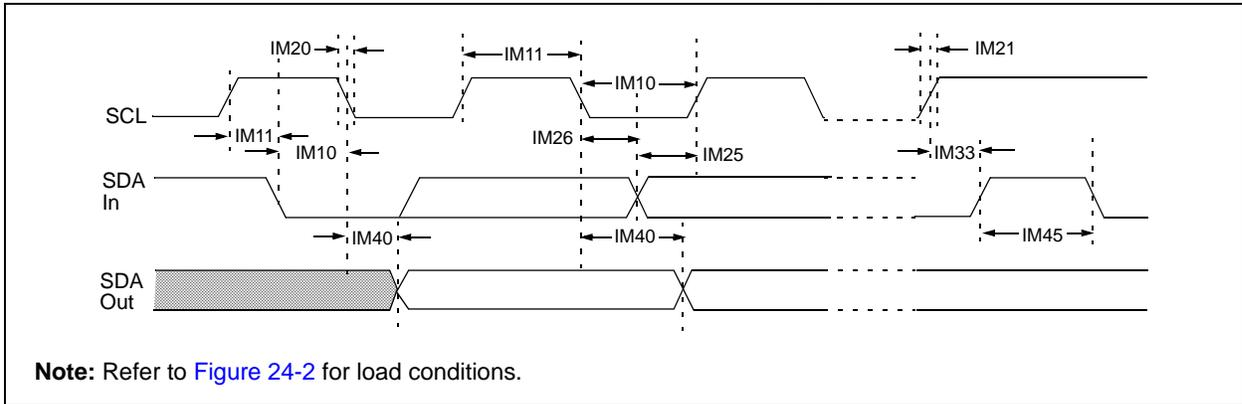 IM20
IM11
IM21
IM10
SCL
IM11
IM10
IM26
IM25
IM33
SDA
In
IM40
IM40
IM45
SDA
Out
Note: Refer to Figure 24-2 for load conditions.